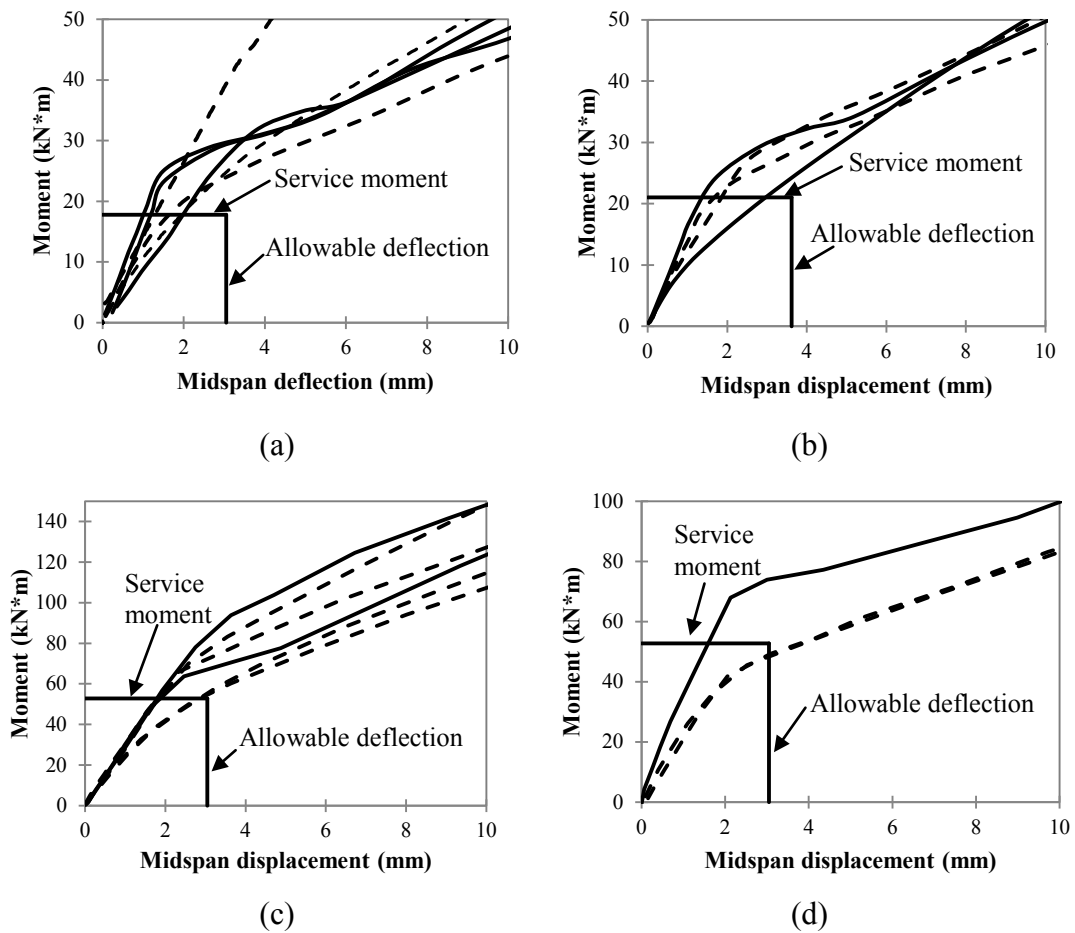 50
40
30
20
10
0
Moment (kN*m)
Service moment
Allowable deflection
0 2 4 6 8 10
Midspan deflection (mm)
(a)
50
40
30
20
10
0
Moment (kN*m)
Service moment
Allowable deflection
0 2 4 6 8 10
Midspan displacement (mm)
(b)
140
120
100
80
60
40
20
0
Moment (kN*m)
Service
moment
Allowable deflection
0 2 4 6 8 10
Midspan displacement (mm)
(c)
100
80
60
40
20
0
Moment (kN*m)
Service
moment
Allowable deflection
0 2 4 6 8 10
Midspan displacement (mm)
(d)